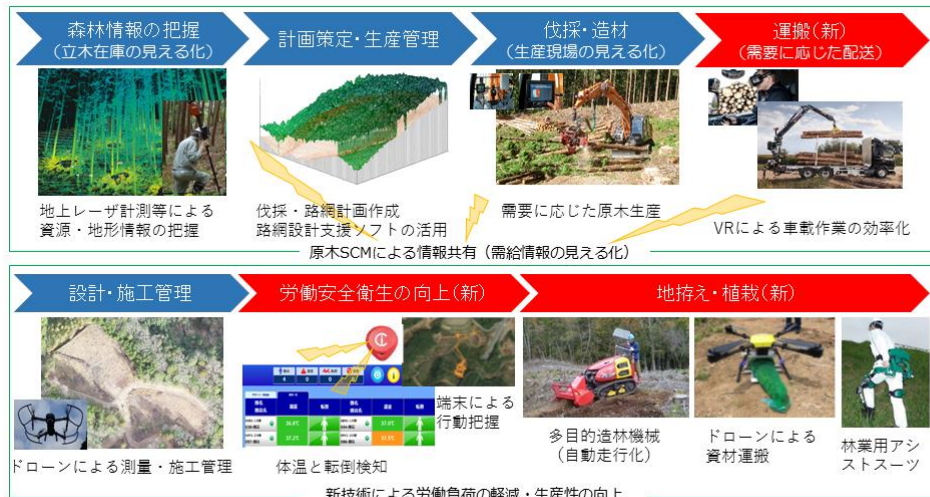 森林情報の把握
(立木在庫の見える化)
計画策定・生産管理
伐採・造材
(生産現場の見える化)
運搬(新)
(需要に応じた配送)
地上レーザ計測等による
資源・地形情報の把握
伐採・路網計画作成
路網設計支援ソフトの活用
需要に応じた原木生産
VRによる車載作業の効率化
原木SCMによる情報共有(需給情報の見える化)
設計・施工管理
労働安全衛生の向上(新)
地拵え・植栽(新)
ドローンによる測量・施工管理
体温と転倒検知
端末による
行動把握
多目的造林機械
(自動走行化)
ドローンによる
資材運搬
林業用アシ
ストスーツ
新技術による労働負荷の軽減・生産性の向上